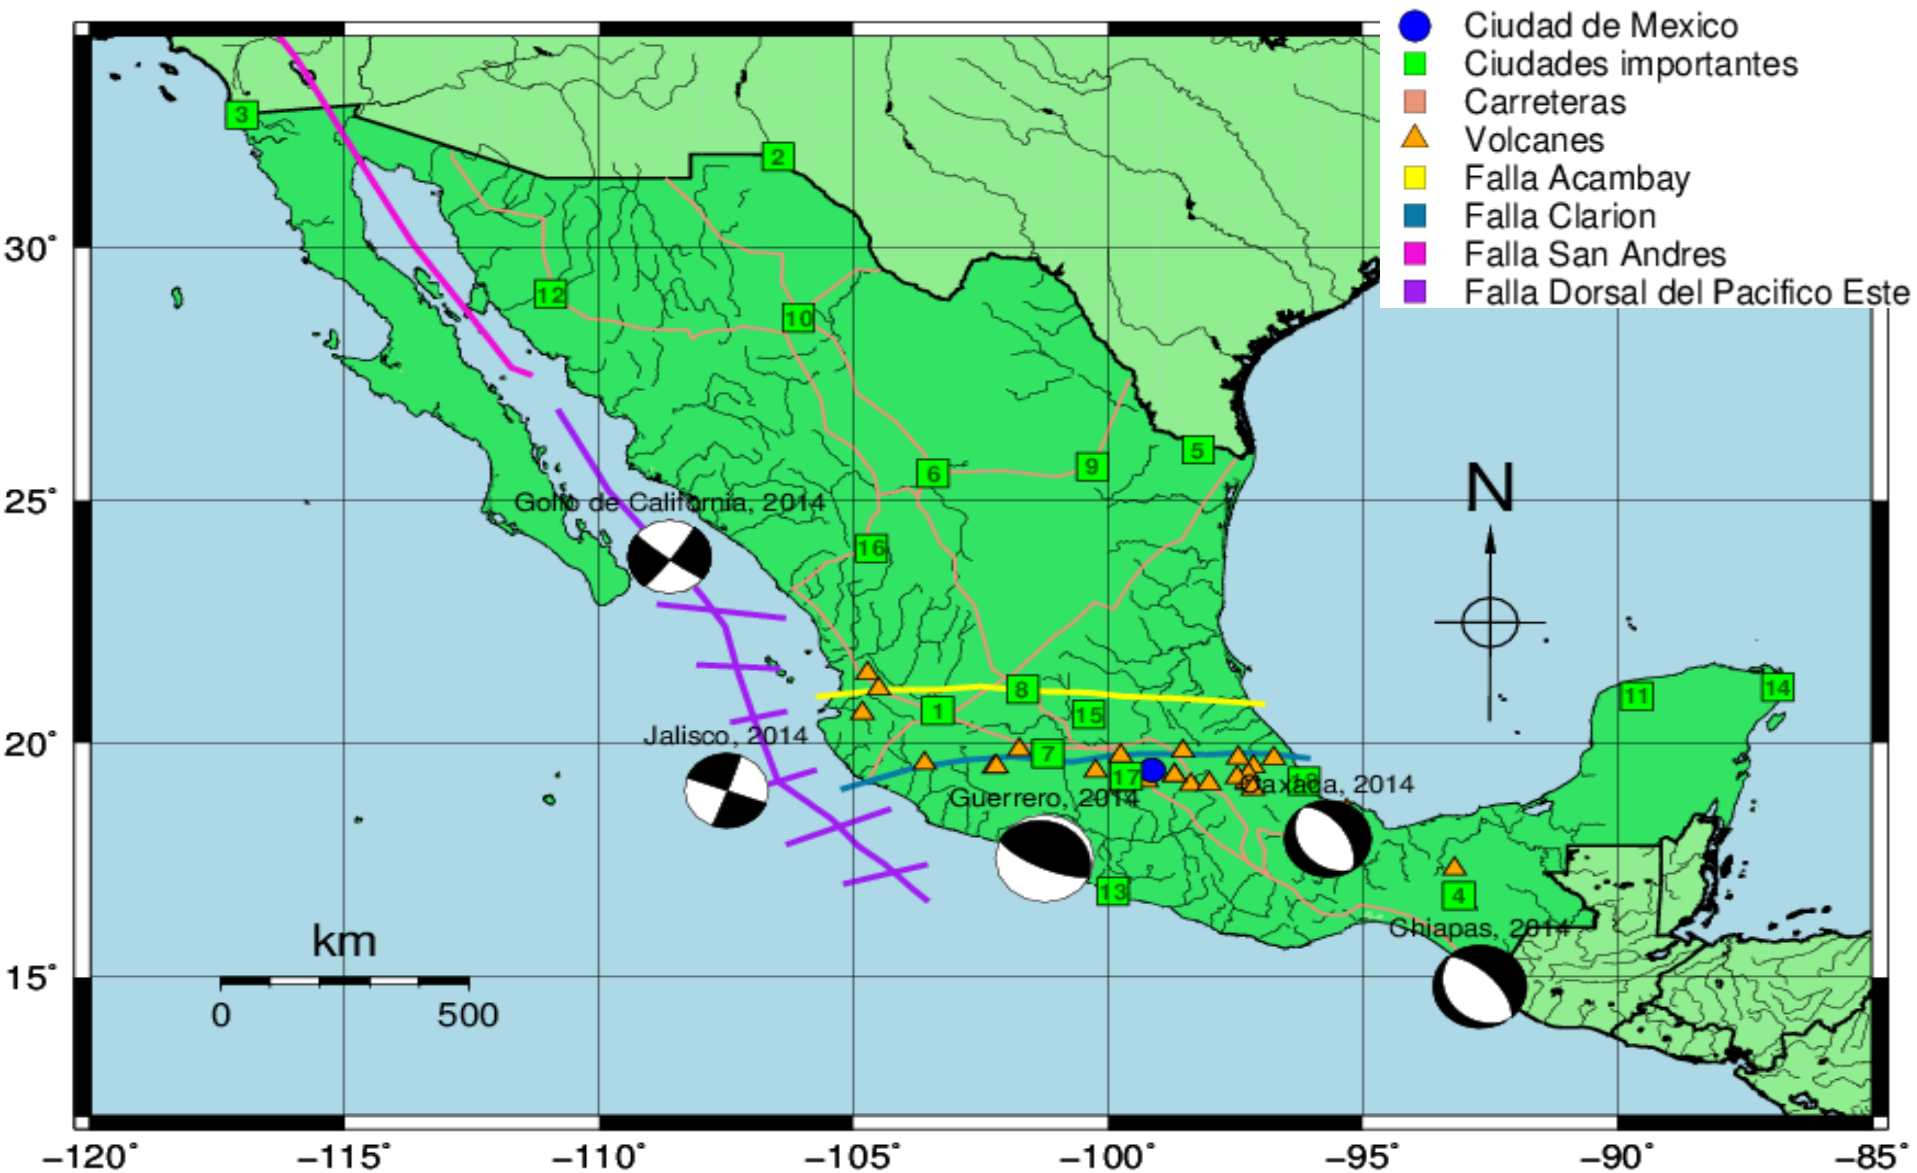 Ciudad de Mexico
Ciudades importantes
Carreteras
Volcanes
Falla Acambay
Falla Clarion
Falla San Andres
Falla Dorsal del Pacifico Este
3
2
30°
12
10
5
9
6
N
25°
Golfo de California, 2014
16
8
11
14
1
15
20°
Jalisco, 2014
7
17
18
Oaxaca, 2014
Guerrero, 2014
13
4
Chiapas, 2014
km
15°
0
500
-120°
-115°
-110°
-105°
-100°
-95°
-90°
-85°